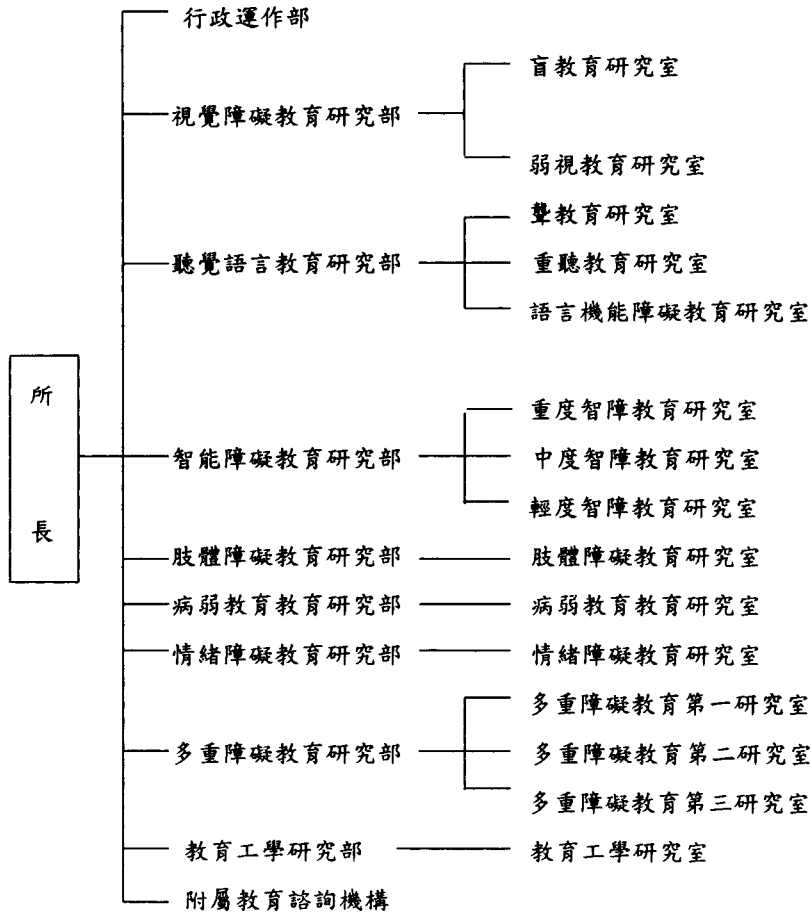 所長
行政運作部
視覺障礙教育研究部
盲教育研究室
弱視教育研究室
聽覺語言教育研究部
聾教育研究室
重聽教育研究室
語言機能障礙教育研究室
智能障礙教育研究部
重度智障教育研究室
中度智障教育研究室
輕度智障教育研究室
肢體障礙教育研究部
肢體障礙教育研究室
病弱教育教育研究部
病弱教育教育研究室
情緒障礙教育研究部
情緒障礙教育研究室
多重障礙教育研究部
多重障礙教育第一研究室
多重障礙教育第二研究室
多重障礙教育第三研究室
教育工學研究部
教育工學研究室
附屬教育諮詢機構